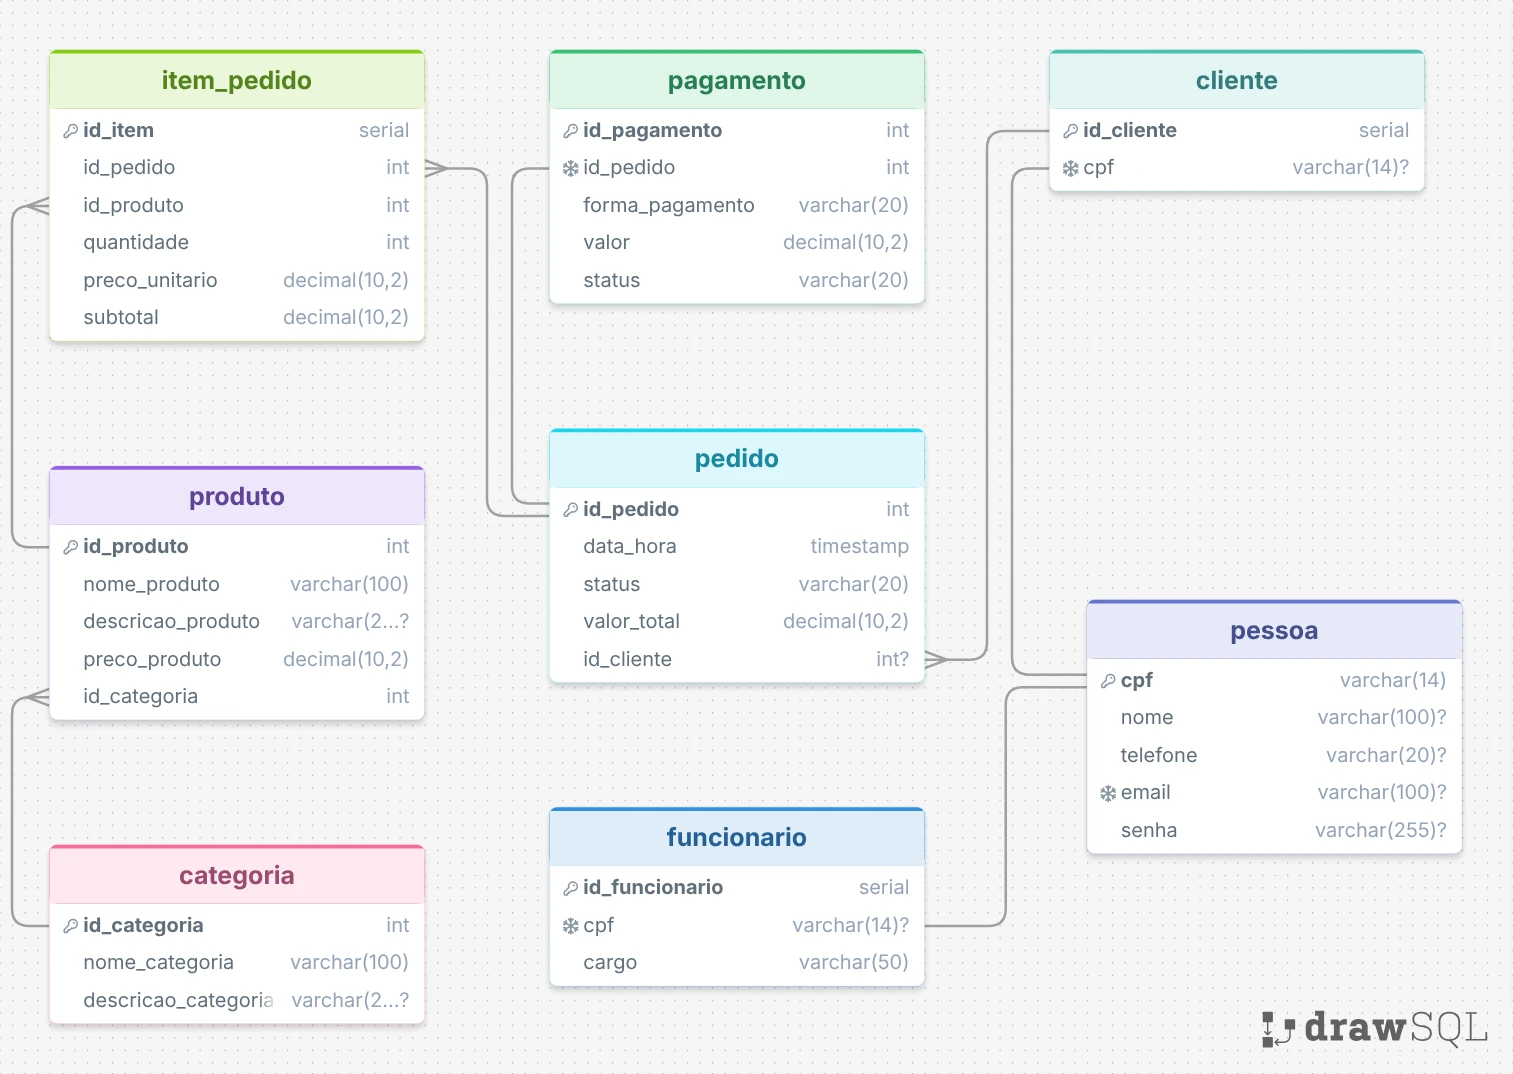 item_pedido
id_item serial
id_pedido int
id_produto int
quantidade int
preco_unitario decimal(10,2)
subtotal decimal(10,2)
pagamento
id_pagamento int
id_pedido int
forma_pagamento varchar(20)
valor decimal(10,2)
status varchar(20)
cliente
id_cliente serial
cpf varchar(14)?
produto
id_produto int
nome_produto varchar(100)
descricao_produto varchar(2...?
preco_produto decimal(10,2)
id_categoria int
pedido
id_pedido int
data_hora timestamp
status varchar(20)
valor_total decimal(10,2)
id_cliente int?
pessoa
cpf varchar(14)
nome varchar(100)?
telefone varchar(20)?
email varchar(100)?
senha varchar(255)?
categoria
id_categoria int
nome_categoria varchar(100)
descricao_categoria varchar(2...?
funcionario
id_funcionario serial
cpf varchar(14)?
cargo varchar(50)
drawSQL